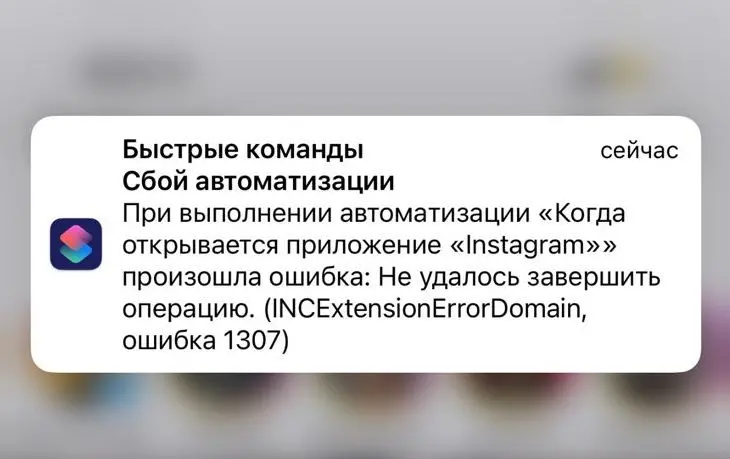 Быстрые команды
сейчас
Сбой автоматизации
При выполнении автоматизации «Когда
открывается приложение «Instagram»»
произошла ошибка: Не удалось завершить
операцию. (INCExtensionErrorDomain,
ошибка 1307)